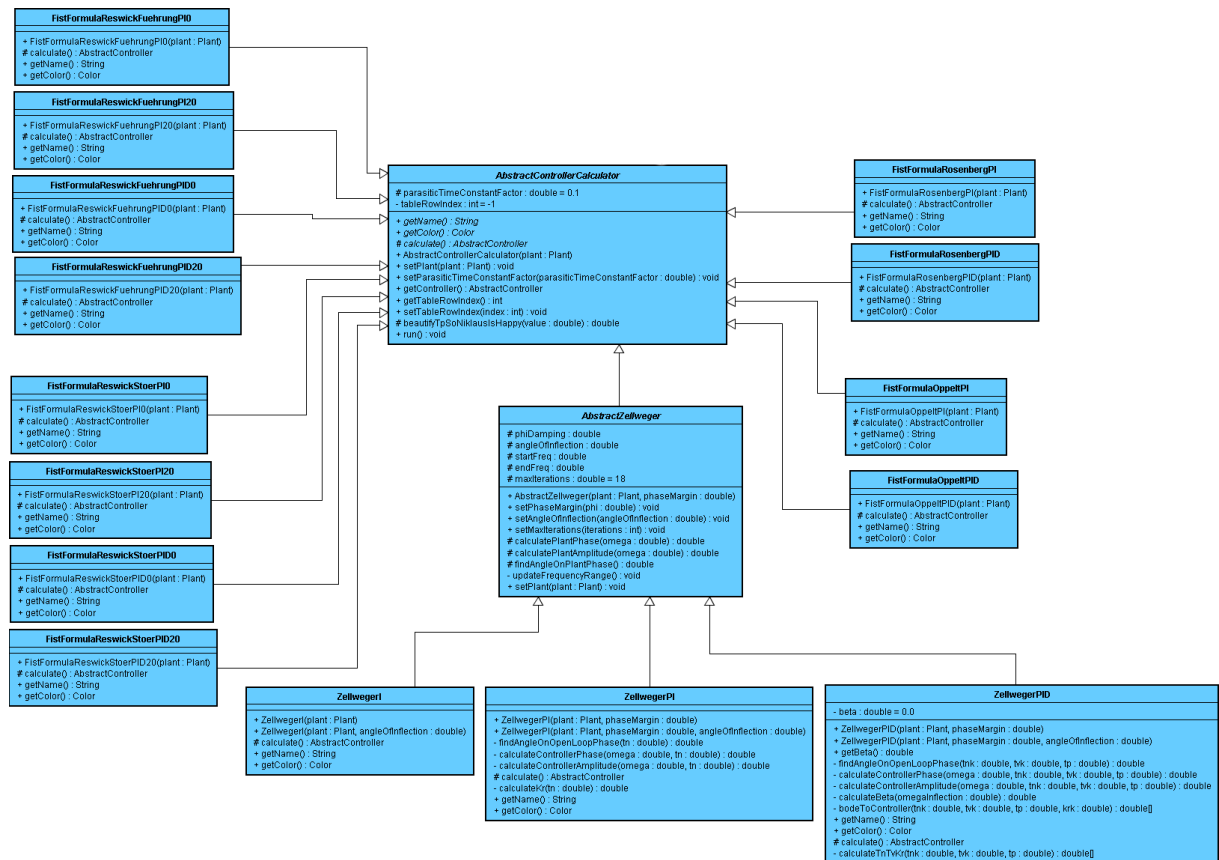 FistFormulaReswickFuehrungPI0
+ FistFormulaReswickFuehrungPI0(plant : Plant)
# calculate() : AbstractController
+ getName() : String
+ getColor() : Color
FistFormulaReswickFuehrungPI20
+ FistFormulaReswickFuehrungPI20(plant : Plant)
# calculate() : AbstractController
+ getName() : String
+ getColor() : Color
FistFormulaReswickFuehrungPID0
+ FistFormulaReswickFuehrungPID0(plant : Plant)
# calculate() : AbstractController
+ getName() : String
+ getColor() : Color
FistFormulaReswickFuehrungPID20
+ FistFormulaReswickFuehrungPID20(plant : Plant)
# calculate() : AbstractController
+ getName() : String
+ getColor() : Color
FistFormulaReswickStoerPI0
+ FistFormulaReswickStoerPI0(plant : Plant)
# calculate() : AbstractController
+ getName() : String
+ getColor() : Color
FistFormulaReswickStoerPI20
+ FistFormulaReswickStoerPI20(plant : Plant)
# calculate() : AbstractController
+ getName() : String
+ getColor() : Color
FistFormulaReswickStoerPID0
+ FistFormulaReswickStoerPID0(plant : Plant)
# calculate() : AbstractController
+ getName() : String
+ getColor() : Color
FistFormulaReswickStoerPID20
+ FistFormulaReswickStoerPID20(plant : Plant)
# calculate() : AbstractController
+ getName() : String
+ getColor() : Color
AbstractControllerCalculator
# parasiticTimeConstantFactor : double = 0.1
- tableRowIndex : int = -1
+ getName() : String
+ getColor() : Color
# calculate() : AbstractController
+ AbstractControllerCalculator(plant : Plant)
+ setPlant(plant : Plant) : void
+ setParasiticTimeConstantFactor(parasiticTimeConstantFactor : double) : void
+ getController() : AbstractController
+ getTableRowIndex() : int
+ setTableRowIndex(index : int) : void
# beautifyTpSoNiklausIsHappy(value : double) : double
+ run() : void
FistFormulaRosenbergPI
+ FistFormulaRosenbergPI(plant : Plant)
# calculate() : AbstractController
+ getName() : String
+ getColor() : Color
FistFormulaRosenbergPID
+ FistFormulaRosenbergPID(plant : Plant)
# calculate() : AbstractController
+ getName() : String
+ getColor() : Color
FistFormulaOppeltPI
+ FistFormulaOppeltPI(plant : Plant)
# calculate() : AbstractController
+ getName() : String
+ getColor() : Color
FistFormulaOppeltPID
+ FistFormulaOppeltPID(plant : Plant)
# calculate() : AbstractController
+ getName() : String
+ getColor() : Color
AbstractZellweger
# phiDamping : double
# angleOfInflection : double
# startFreq : double
# endFreq : double
# maxIterations : double = 18
+ AbstractZellweger(plant : Plant, phaseMargin : double)
+ setPhaseMargin(phi : double) : void
+ setAngleOfInflection(angleOfInflection : double) : void
+ setMaxIterations(iterations : int) : void
# calculatePlantPhase(omega : double) : double
# calculatePlantAmplitude(omega : double) : double
# findAngleOnPlantPhase() : double
- updateFrequencyRange() : void
+ setPlant(plant : Plant) : void
ZellwegerI
+ ZellwegerI(plant : Plant)
+ ZellwegerI(plant : Plant, angleOfInflection : double)
# calculate() : AbstractController
+ getName() : String
+ getColor() : Color
ZellwegerPI
+ ZellwegerPI(plant : Plant, phaseMargin : double)
+ ZellwegerPI(plant : Plant, phaseMargin : double, angleOfInflection : double)
- findAngleOnOpenLoopPhase(tn : double) : double
- calculateControllerPhase(omega : double, tn : double) : double
- calculateControllerAmplitude(omega : double, tn : double) : double
# calculate() : AbstractController
- calculateKr(tn : double) : double
+ getName() : String
+ getColor() : Color
ZellwegerPID
- beta : double = 0.0
+ ZellwegerPID(plant : Plant, phaseMargin : double)
+ ZellwegerPID(plant : Plant, phaseMargin : double, angleOfInflection : double)
+ getBeta() : double
- findAngleOnOpenLoopPhase(tnk : double, tvk : double, tp : double) : double
- calculateControllerPhase(omega : double, tnk : double, tvk : double, tp : double) : double
- calculateControllerAmplitude(omega : double, tnk : double, tvk : double, tp : double) : double
- calculateBeta(omegaInflection : double) : double
- bodeToController(tnk : double, tvk : double, tp : double, krk : double) : double[]
+ getName() : String
+ getColor() : Color
# calculate() : AbstractController
- calculateTnTvKr(tnk : double, tvk : double, tp : double) : double[]